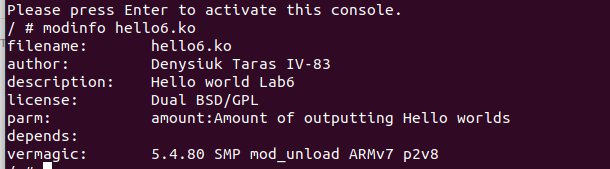 Please press Enter to activate this console.
/ # modinfo hello6.ko
filename:       hello6.ko
author:         Denysiuk Taras IV-83
description:    Hello world Lab6
license:        Dual BSD/GPL
parm:           amount:Amount of outputting Hello worlds
depends:
vermagic:       5.4.80 SMP mod_unload ARMv7 p2v8
/ #